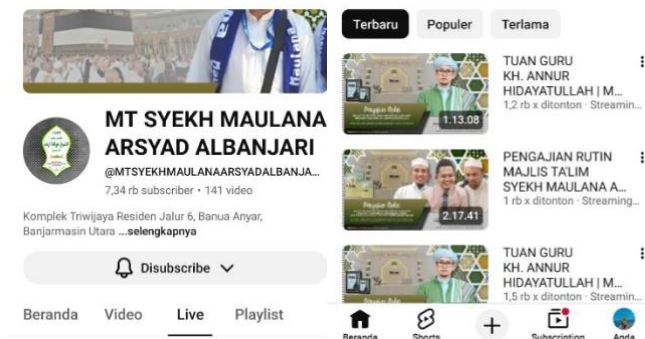 Maulana
MT SYEKH MAULANA
ARSYAD ALBANJARI
@MTSYEKHMAULANAARSYADALBANJA...
7,34 rb subscriber • 141 video
Komplek Triwijaya Residen Jalur 6, Banua Anyar,
Banjarmasin Utara ...selengkapnya
Disubscribe
Beranda Video Live Playlist
Terbaru Populer Terlama
TUAN GURU
KH. ANNUR
HIDAYATULLAH | M...
1,2 rb x ditonton · Streamin...
1.13.08
PENGAJIAN RUTIN
MAJLIS TA'LIM
SYEKH MAULANA A...
1 rb x ditonton · Streaming...
2.17.41
TUAN GURU
KH. ANNUR
HIDAYATULLAH | M...
1,5 rb x ditonton · Streamin...
Beranda Shorts Subscription Anda